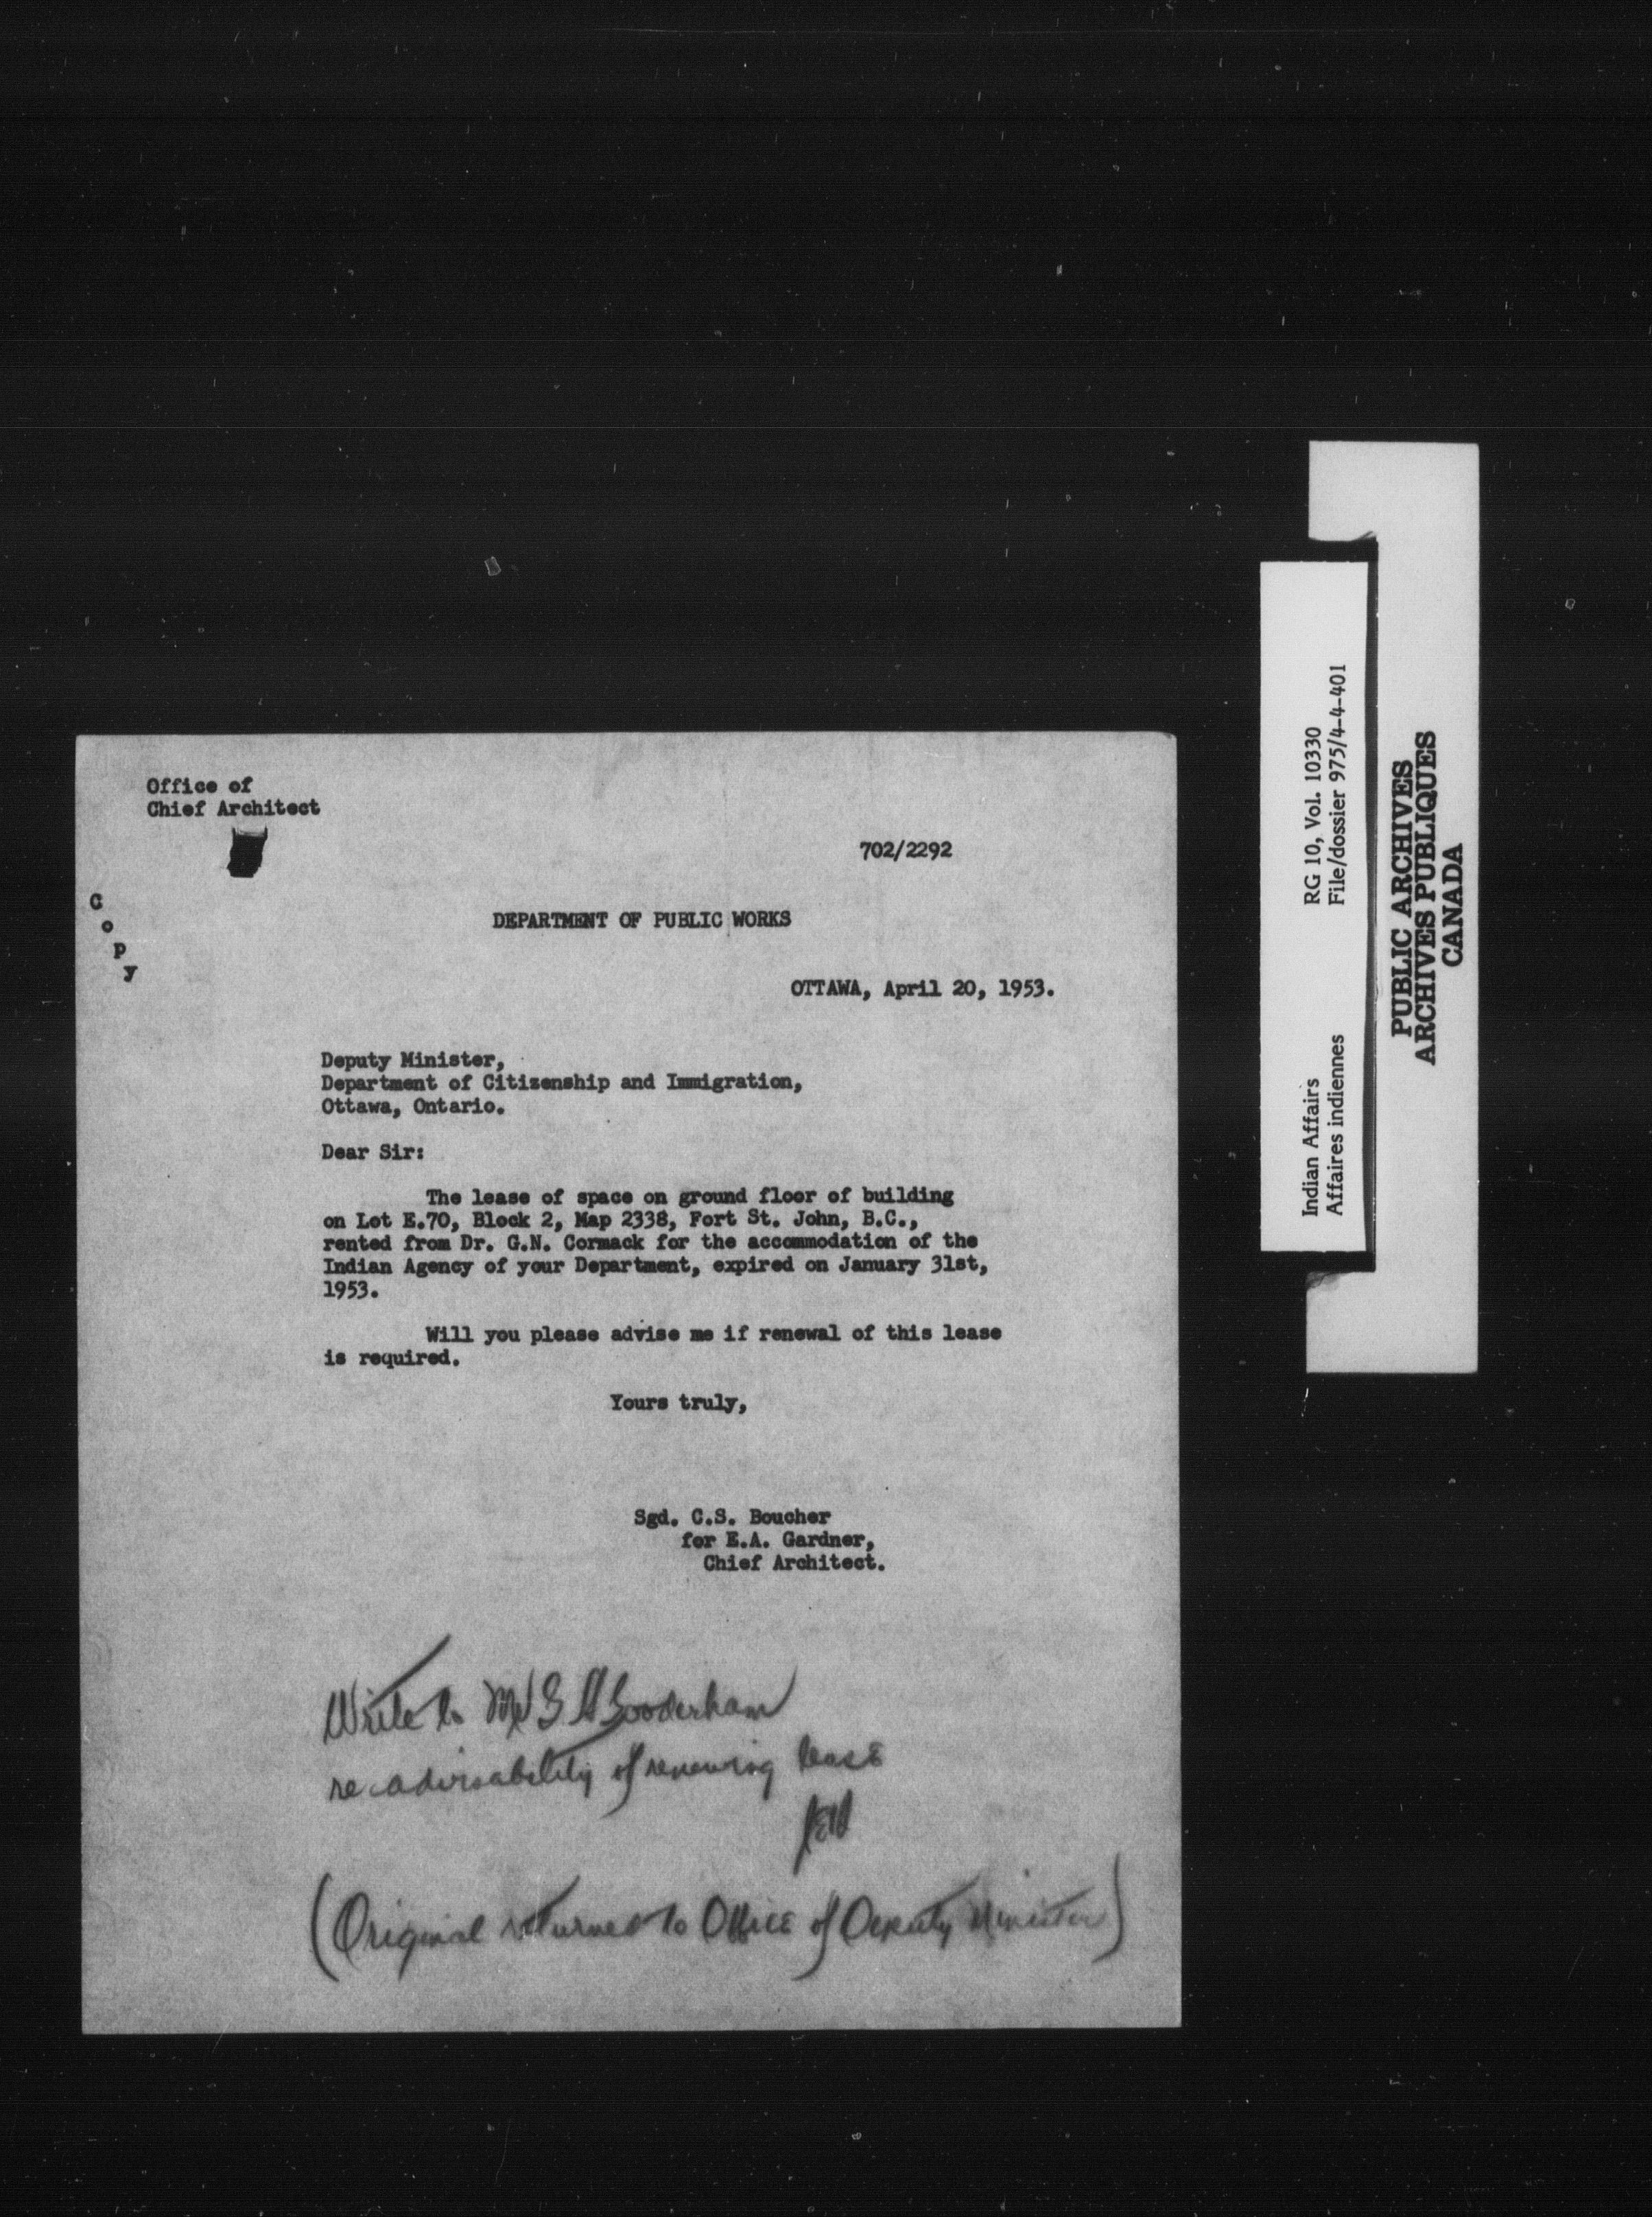 Office of
Chief Architect
702/2292
C
o
p
y
DEPARTMENT OF PUBLIC WORKS
OTTAWA, April 20, 1953.
Deputy Minister,
Department of Citizenship and Immigration,
Ottawa, Ontario.
Dear Sir:
The lease of space on ground floor of building
on Lot E.70, Block 2, Map 2338, Fort St. John, B.C.,
rented from Dr. G.N. Cormack for the accommodation of the
Indian Agency of your Department, expired on January 31st,
1953.
Will you please advise me if renewal of this lease
is required.
Yours truly,
Sgd. C.S. Boucher
for E.A. Gardner,
Chief Architect.
Write to Mr G H Gooderham
re advisability of renewing lease
(Original returned to Office of Deputy Minister)
Indian Affairs RG 10, Vol. 10330
Affaires indiennes File/dossier 975/4-4-401
PUBLIC ARCHIVES
ARCHIVES PUBLIQUES
CANADA